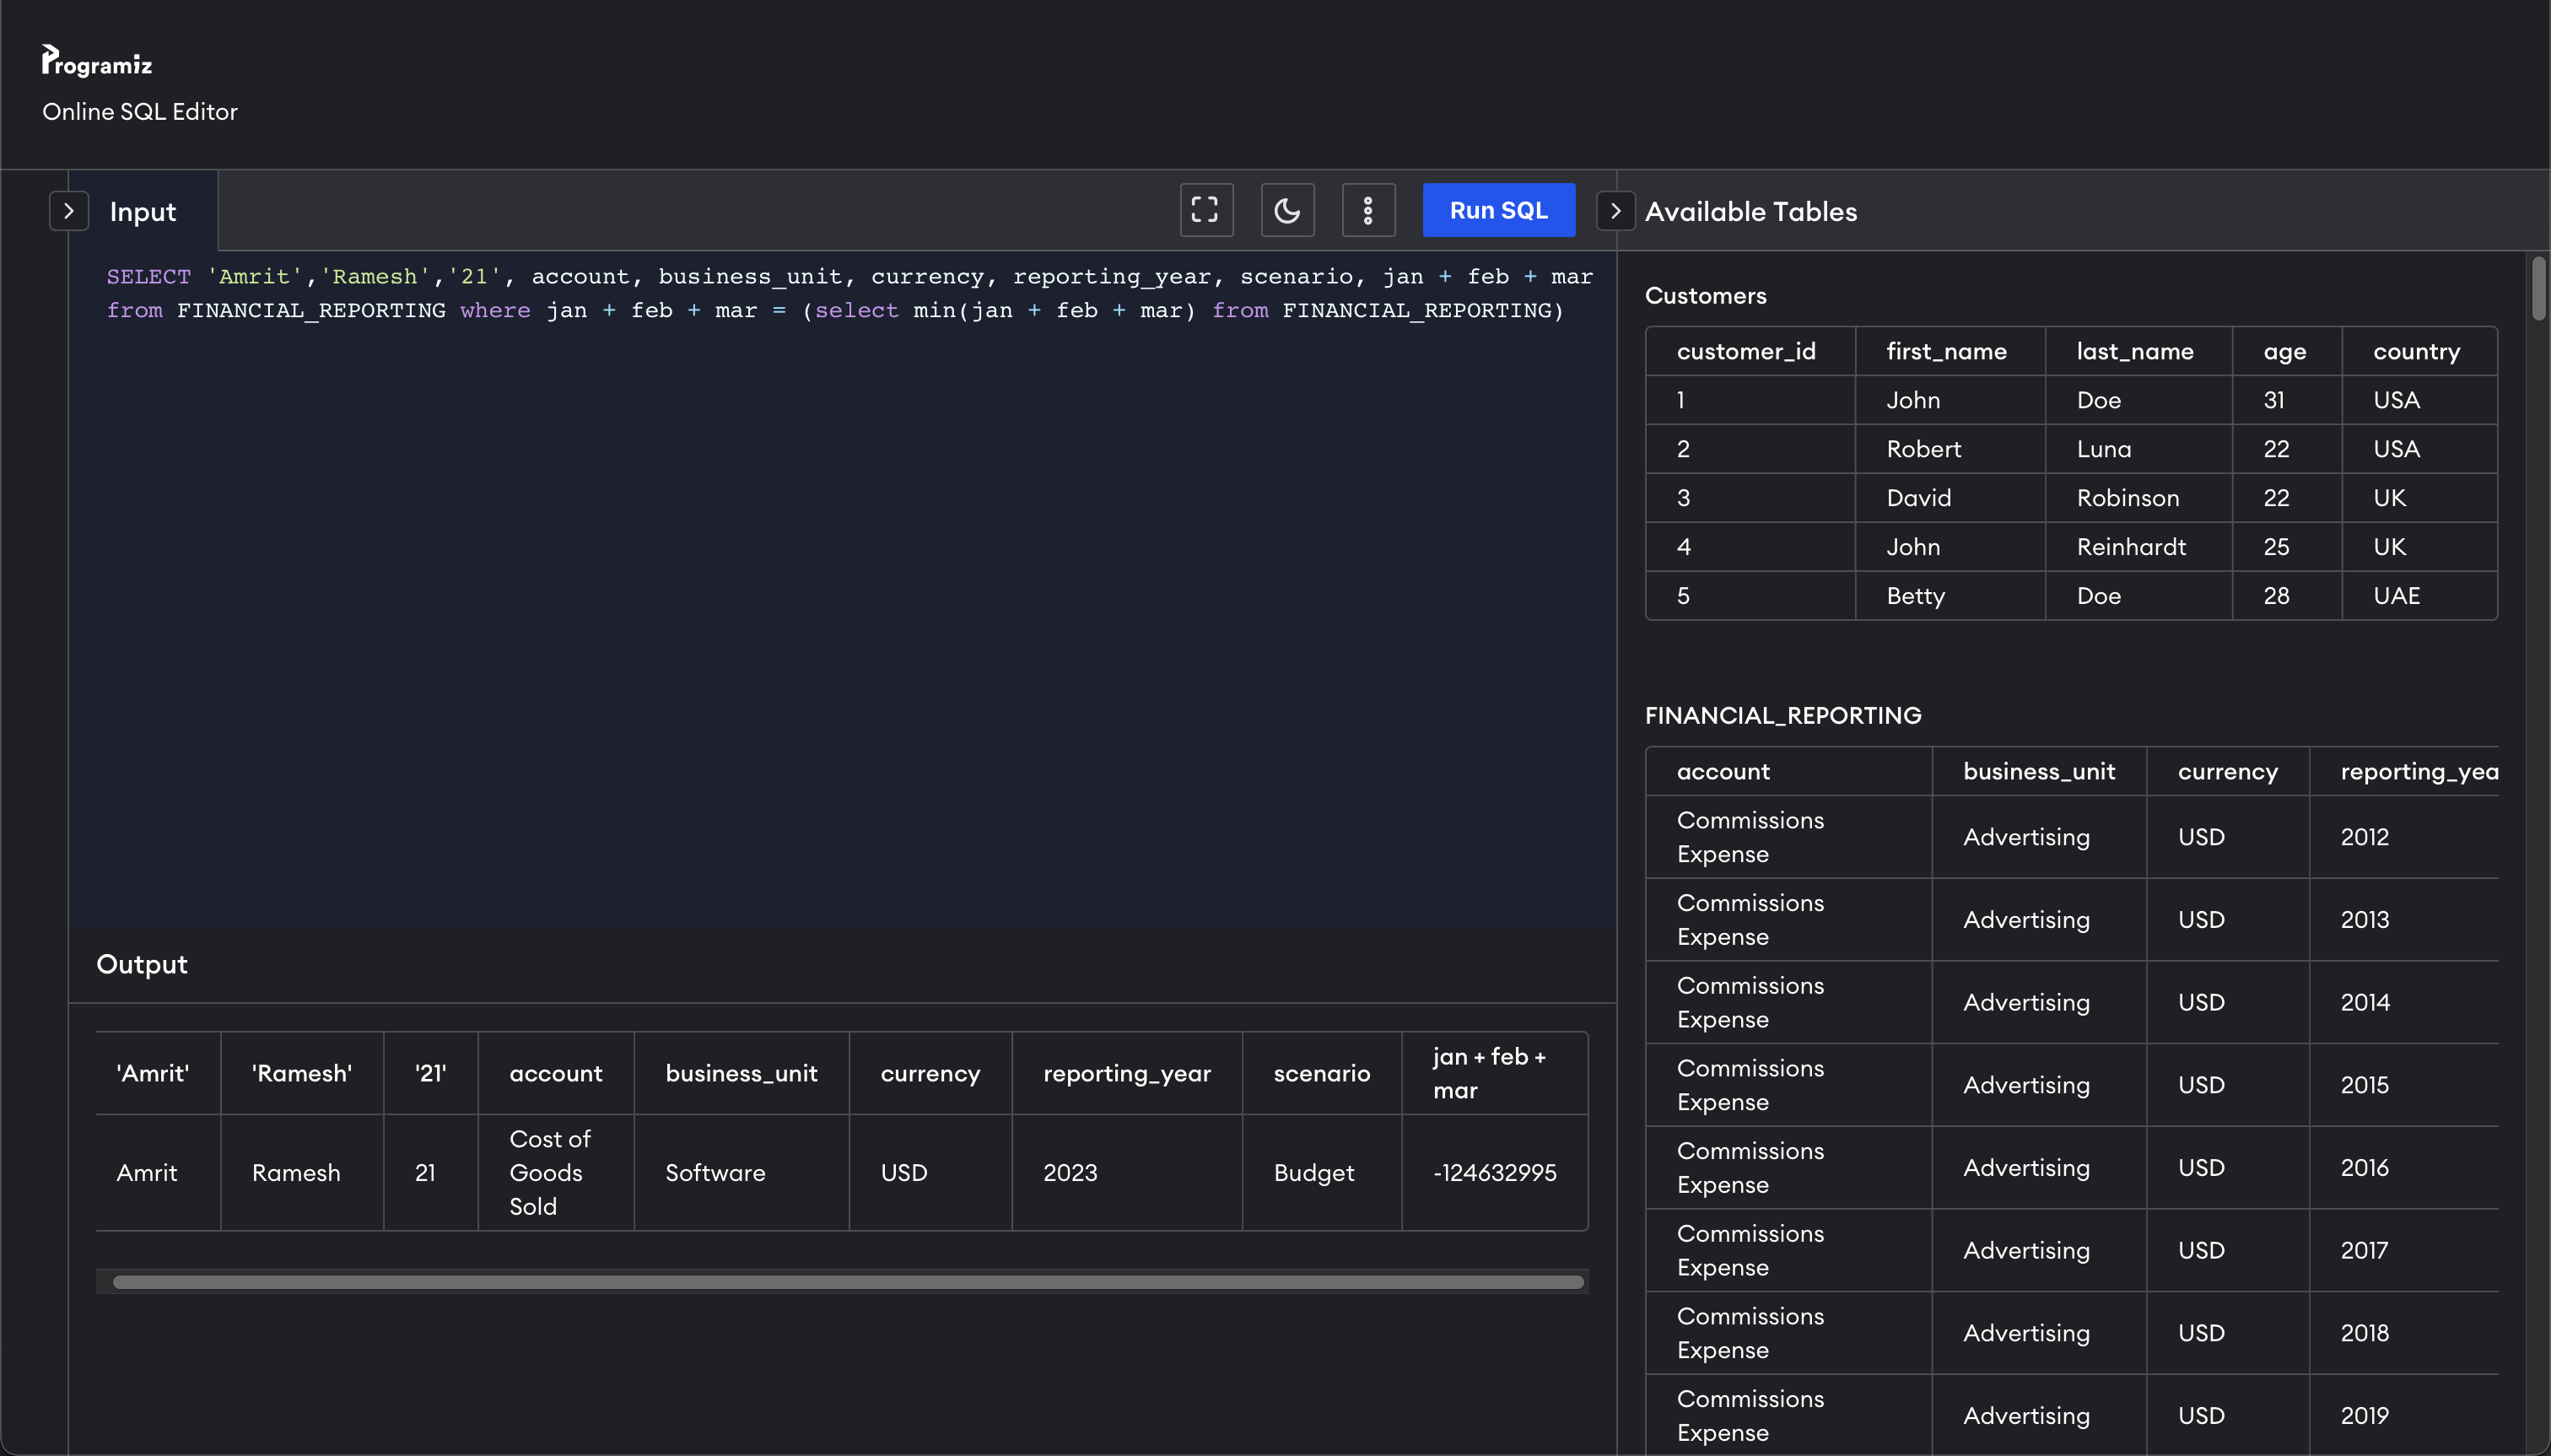 Programiz
Online SQL Editor
Input
Run SQL
Available Tables
SELECT 'Amrit','Ramesh','21', account, business_unit, currency, reporting_year, scenario, jan + feb + mar
from FINANCIAL_REPORTING where jan + feb + mar = (select min(jan + feb + mar) from FINANCIAL_REPORTING)
Output
'Amrit' 'Ramesh' '21' account business_unit currency reporting_year scenario jan + feb +
mar
Amrit Ramesh 21 Cost of
Goods
Sold Software USD 2023 Budget -124632995
Customers
customer_id first_name last_name age country
1 John Doe 31 USA
2 Robert Luna 22 USA
3 David Robinson 22 UK
4 John Reinhardt 25 UK
5 Betty Doe 28 UAE
FINANCIAL_REPORTING
account business_unit currency reporting_yea
Commissions
Expense Advertising USD 2012
Commissions
Expense Advertising USD 2013
Commissions
Expense Advertising USD 2014
Commissions
Expense Advertising USD 2015
Commissions
Expense Advertising USD 2016
Commissions
Expense Advertising USD 2017
Commissions
Expense Advertising USD 2018
Commissions
Expense Advertising USD 2019